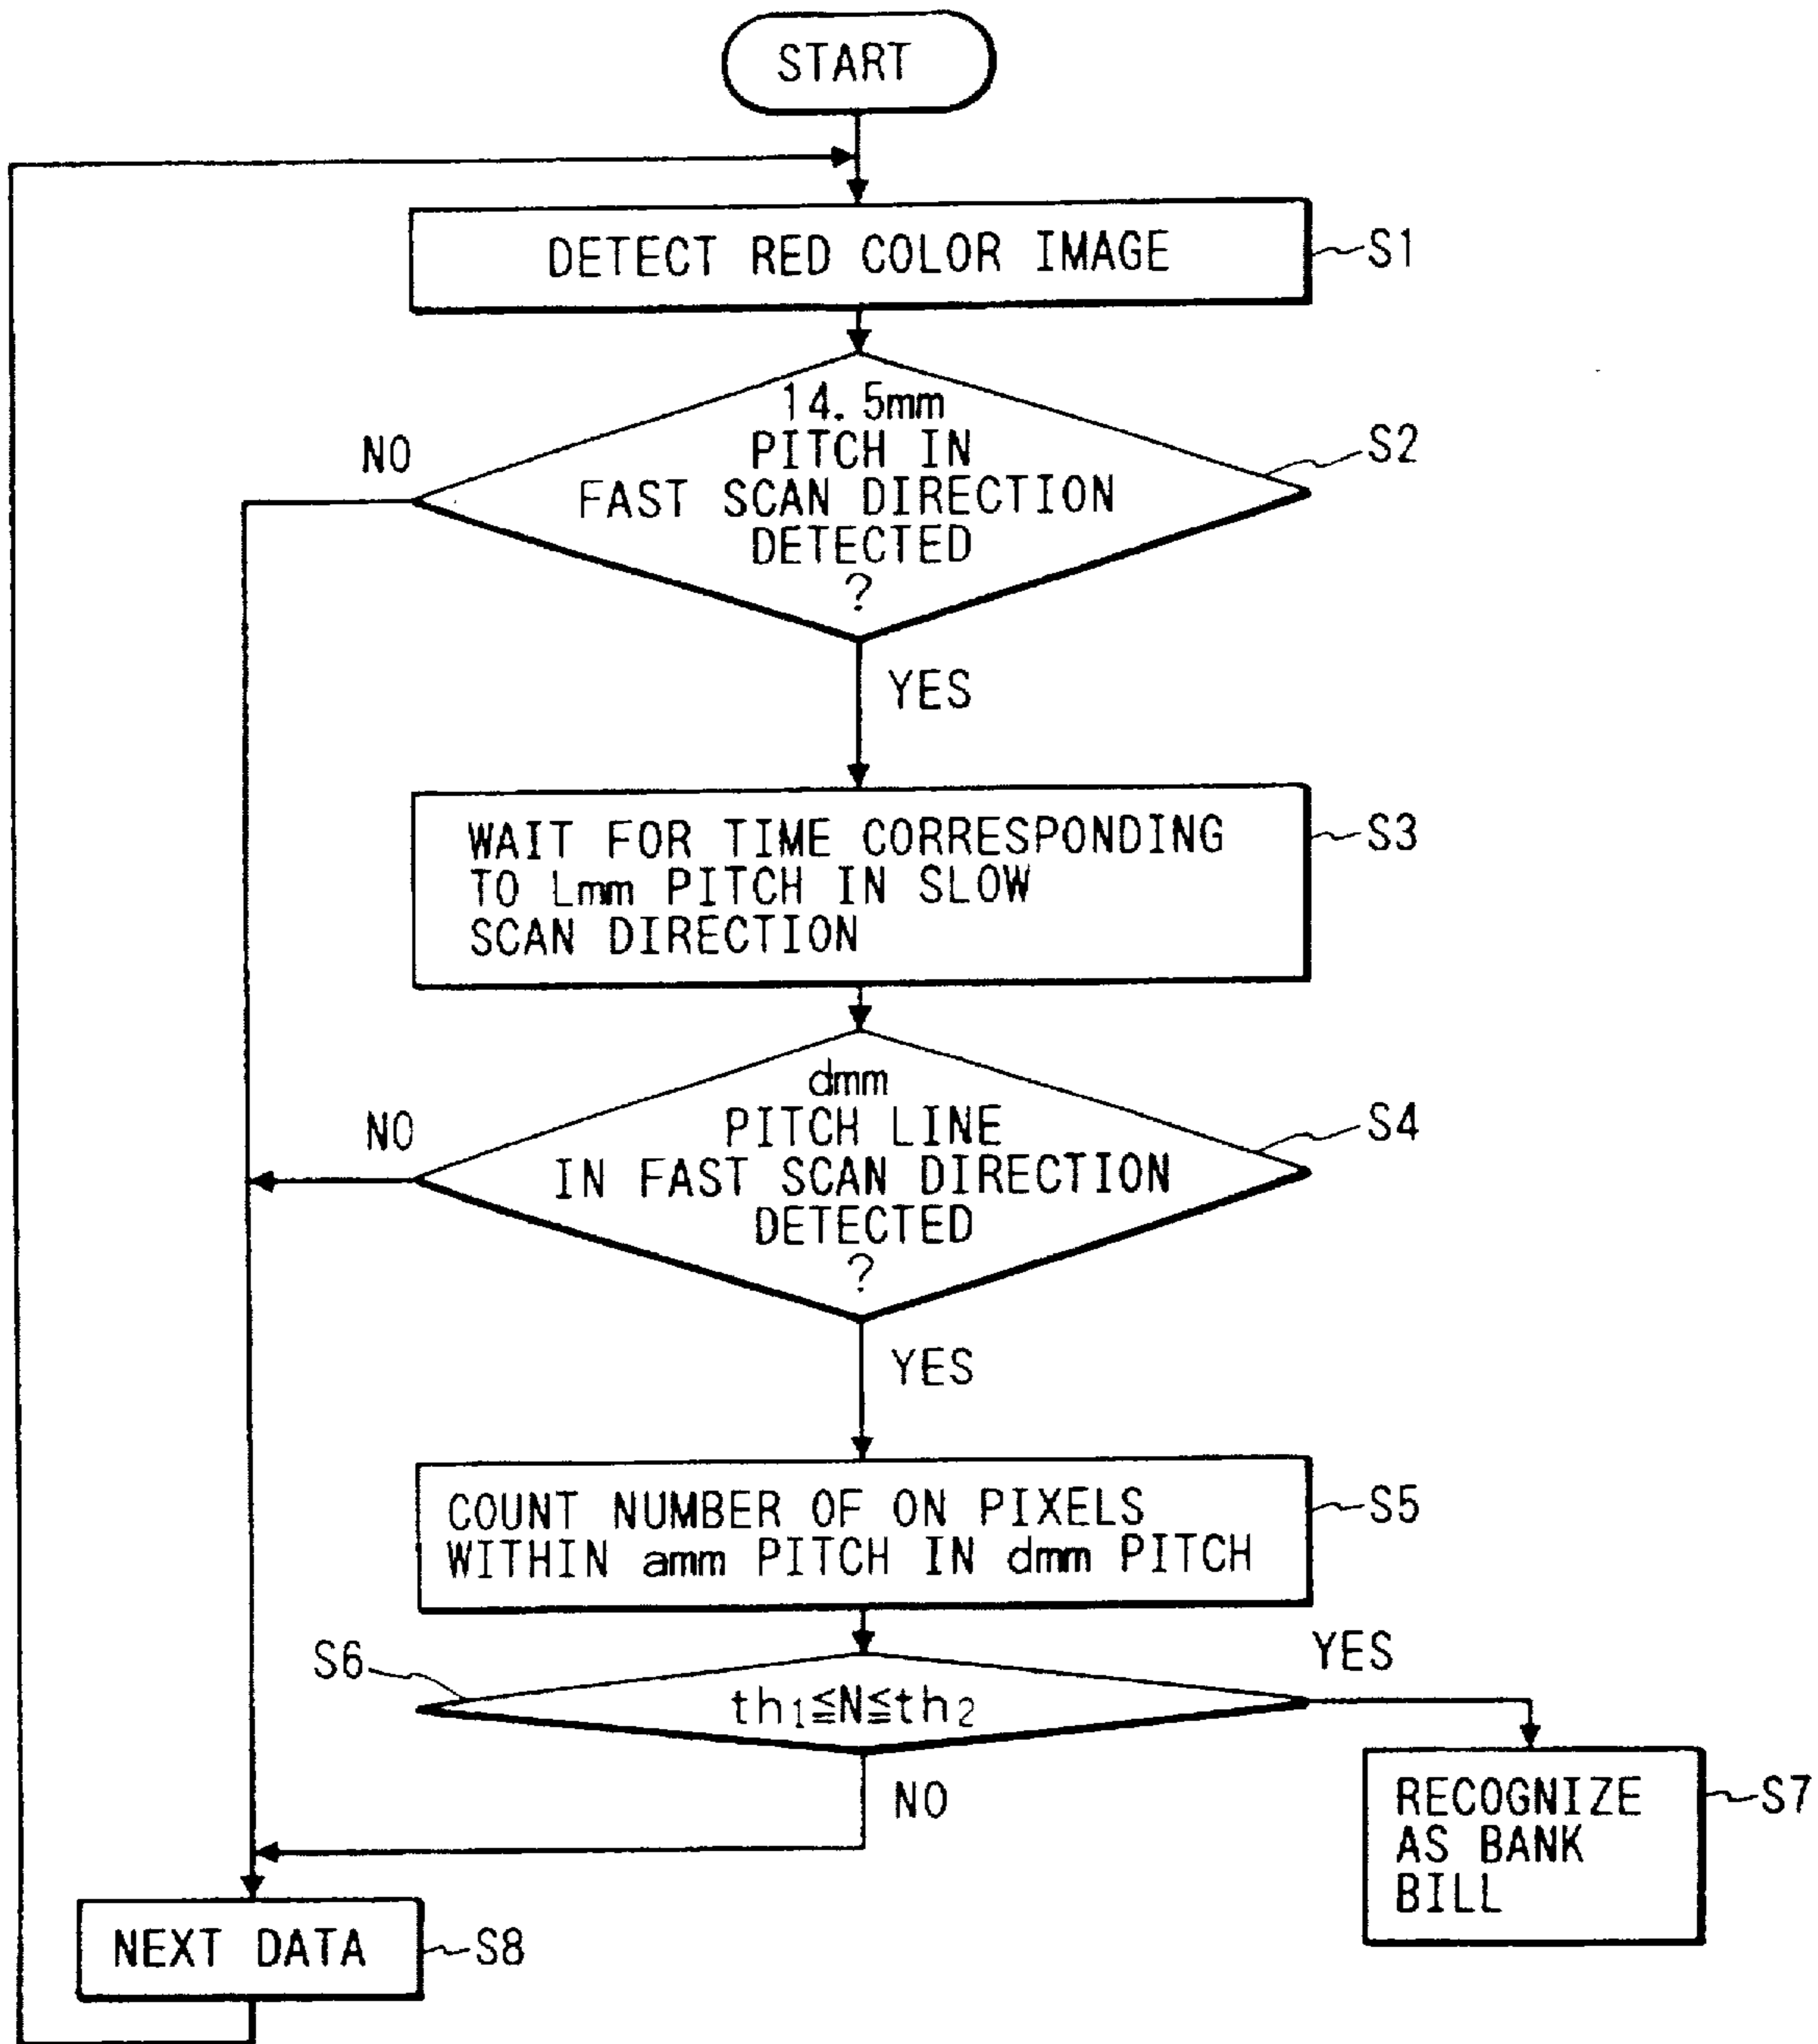 START
DETECT RED COLOR IMAGE
S1
14.5mm
PITCH IN
FAST SCAN DIRECTION
DETECTED
?
S2
NO
YES
WAIT FOR TIME CORRESPONDING
TO Lmm PITCH IN SLOW
SCAN DIRECTION
S3
dmm
PITCH LINE
IN FAST SCAN DIRECTION
DETECTED
?
S4
NO
YES
COUNT NUMBER OF ON PIXELS
WITHIN amm PITCH IN dmm PITCH
S5
S6
th₁≦N≦th₂
YES
NO
RECOGNIZE
AS BANK
BILL
S7
NEXT DATA
S8